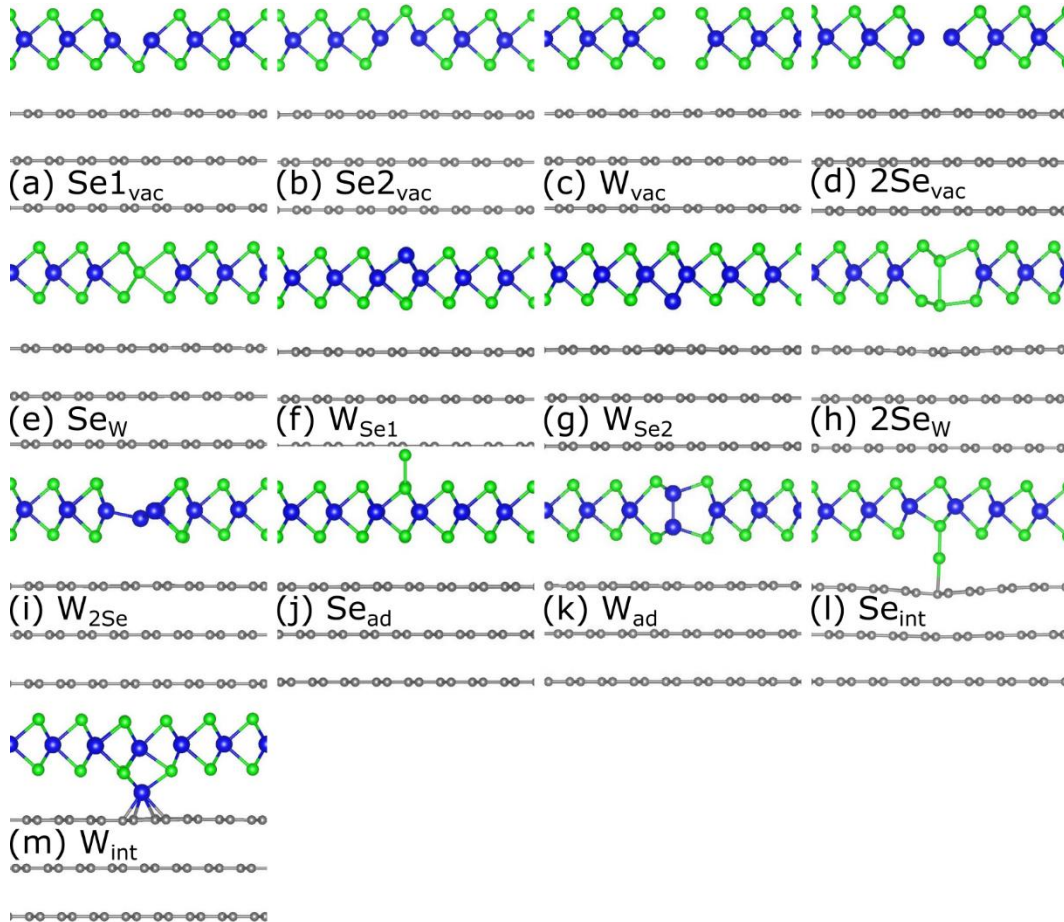 (a) Se1vac
(b) Se2vac
(c) Wvac
(d) 2Sevac
(e) SeW
(f) WSe1
(g) WSe2
(h) 2SeW
(i) W2Se
(j) Sead
(k) Wad
(l) Seint
(m) Wint